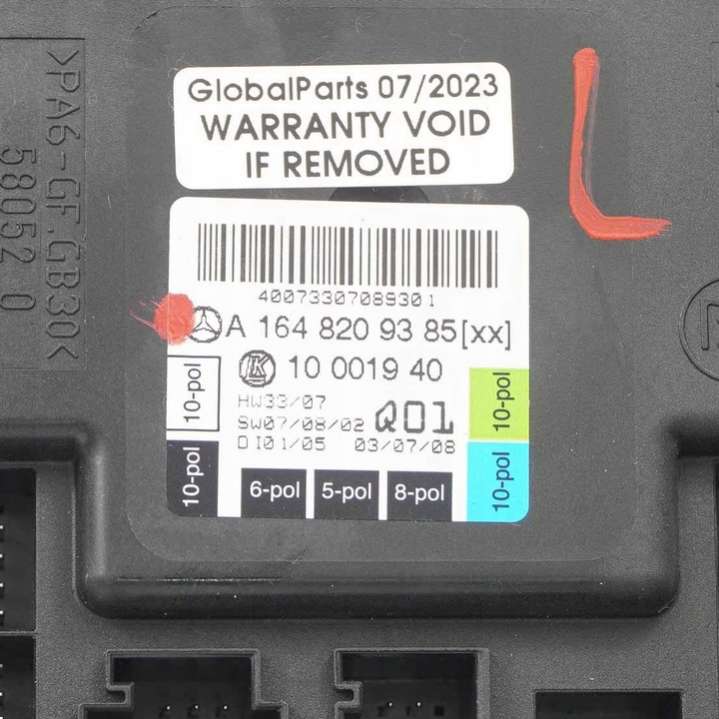 GlobalParts 07/2023
WARRANTY VOID
IF REMOVED
>PA6-GF.GB30<
58052 0
40073307089301
A 164 820 93 85[xx]
LK 10 0019 40
HW33/07
SW07/08/02 Q01
DI01/05 03/07/08
10-pol
10-pol
10-pol
10-pol
6-pol 5-pol 8-pol
L